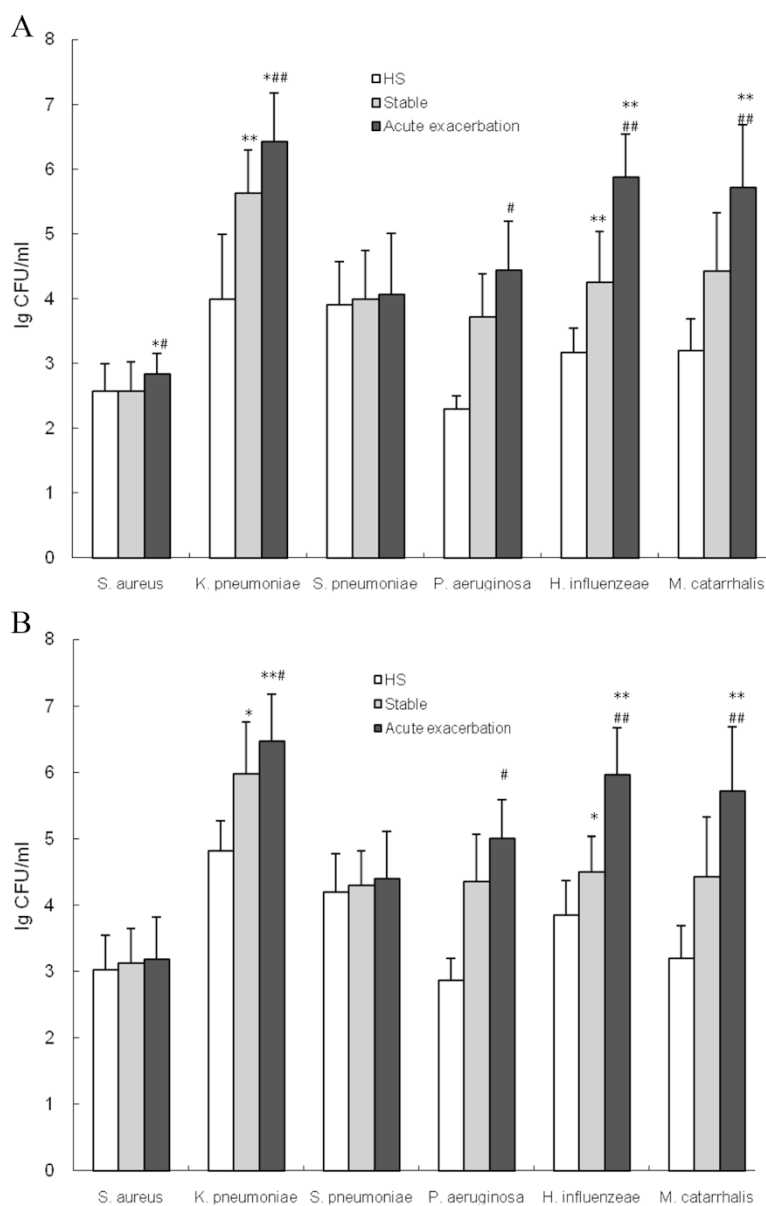 A
8
7
6
5
4
3
2
1
0
lg CFU/ml
HS
Stable
Acute exacerbation
*#
**
*##
#
**
**
##
**
##
S. aureus K. pneumoniae S. pneumoniae P. aeruginosa H. influenzeae M. catarrhalis
B
8
7
6
5
4
3
2
1
0
lg CFU/ml
HS
Stable
Acute exacerbation
*
**#
#
*
**
##
**
##
S. aureus K. pneumoniae S. pneumoniae P. aeruginosa H. influenzeae M. catarrhalis